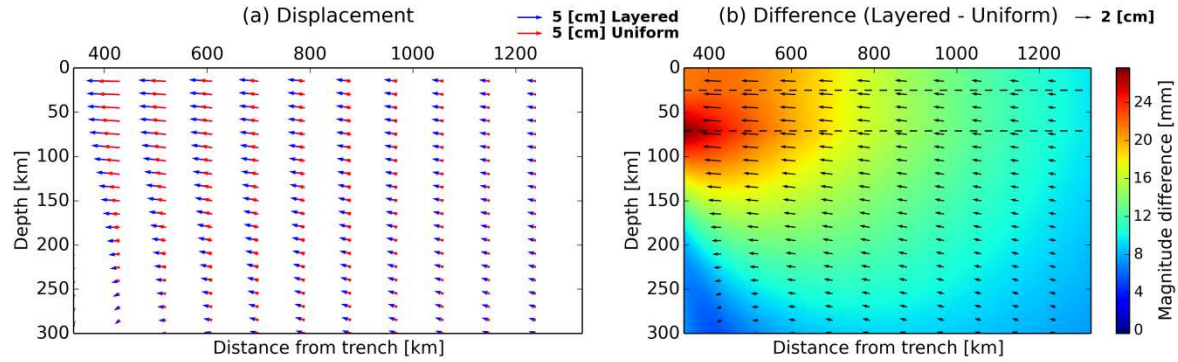 (a) Displacement
5 [cm] Layered
5 [cm] Uniform
400 600 800 1000 1200
0
50
100
150
200
250
300
Depth [km]
Distance from trench [km]
(b) Difference (Layered - Uniform)
2 [cm]
400 600 800 1000 1200
0
50
100
150
200
250
300
Depth [km]
Distance from trench [km]
24
20
16
12
8
4
0
Magnitude difference [mm]